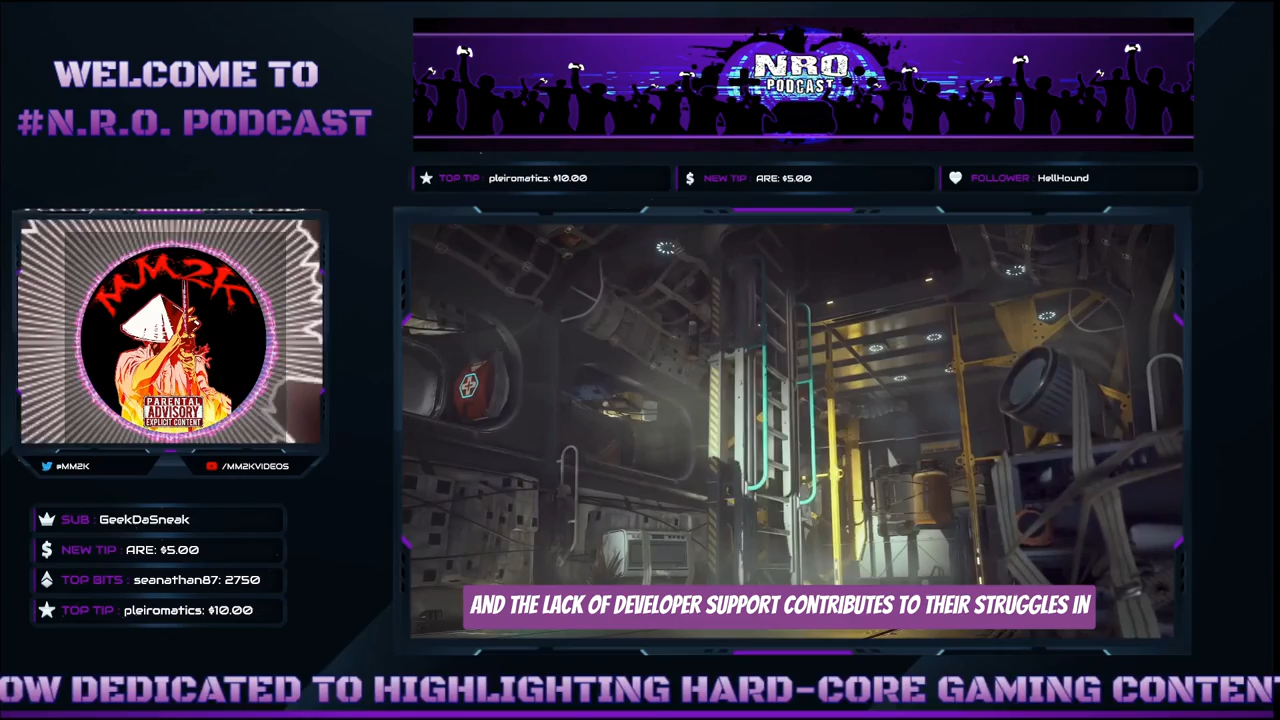 WELCOME TO
#N.R.O. PODCAST
NRO
PODCAST
TOP TIP : pleiromatics: $10.00
NEW TIP : ARE: $5.00
FOLLOWER : HellHound
MM2K
PARENTAL
ADVISORY
EXPLICIT CONTENT
@MM2K
/MM2KVIDEOS
SUB : GeekDaSneak
NEW TIP : ARE: $5.00
TOP BITS : seanathan87: 2750
TOP TIP : pleiromatics: $10.00
AND THE LACK OF DEVELOPER SUPPORT CONTRIBUTES TO THEIR STRUGGLES IN
OW DEDICATED TO HIGHLIGHTING HARD-CORE GAMING CONTENT